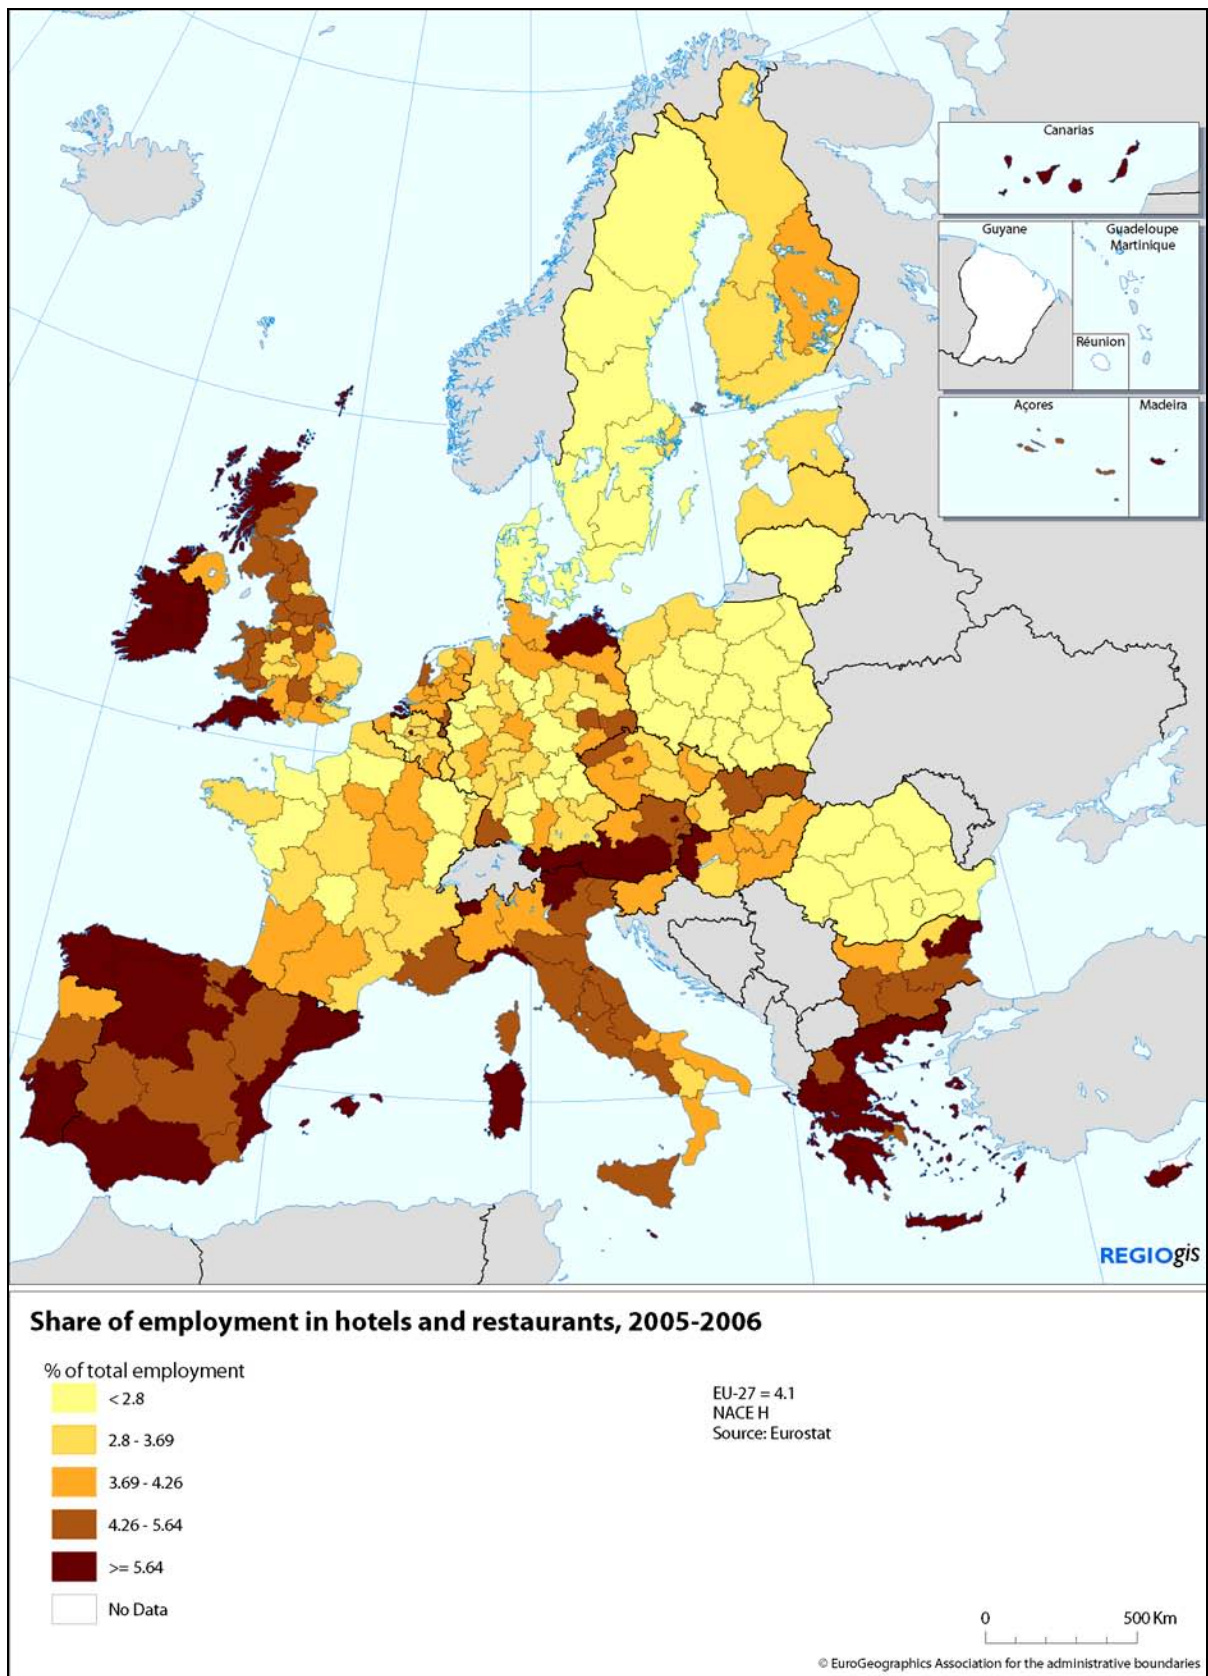 Canarias
Guyane
Guadeloupe
Martinique
Réunion
Açores
Madeira
REGIOgis
Share of employment in hotels and restaurants, 2005-2006
% of total employment
< 2.8
2.8 - 3.69
3.69 - 4.26
4.26 - 5.64
>= 5.64
No Data
EU-27 = 4.1
NACE H
Source: Eurostat
0 500 Km
© EuroGeographics Association for the administrative boundaries